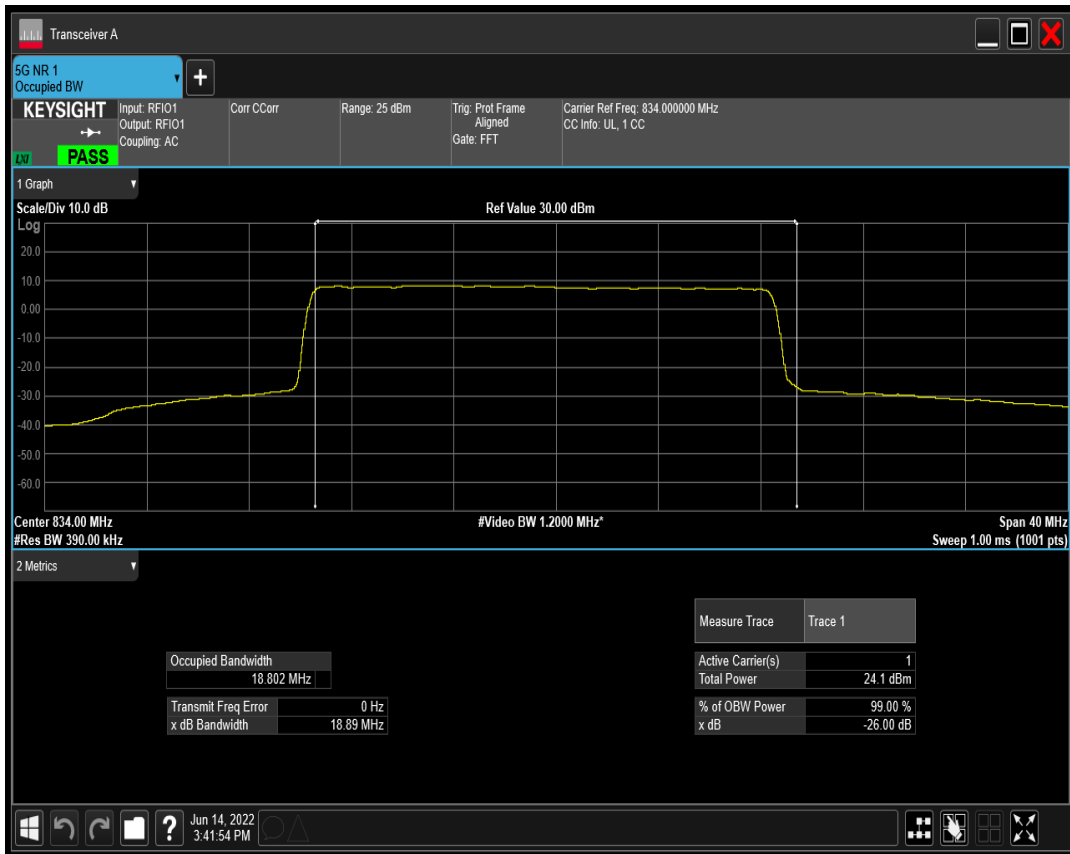 Transceiver A
5G NR 1
Occupied BW
+
KEYSIGHT
LXI PASS
Input: RFIO1
Output: RFIO1
Coupling: AC
Corr CCorr
Range: 25 dBm
Trig: Prot Frame
Aligned
Gate: FFT
Carrier Ref Freq: 834.000000 MHz
CC Info: UL, 1 CC
1 Graph
Scale/Div 10.0 dB
Ref Value 30.00 dBm
Log
20.0
10.0
0.00
-10.0
-20.0
-30.0
-40.0
-50.0
-60.0
Center 834.00 MHz
#Video BW 1.2000 MHz*
Span 40 MHz
#Res BW 390.00 kHz
Sweep 1.00 ms (1001 pts)
2 Metrics
Measure Trace Trace 1
Occupied Bandwidth
18.802 MHz
Active Carrier(s) 1
Total Power 24.1 dBm
Transmit Freq Error 0 Hz
x dB Bandwidth 18.89 MHz
% of OBW Power 99.00 %
x dB -26.00 dB
?
Jun 14, 2022
3:41:54 PM